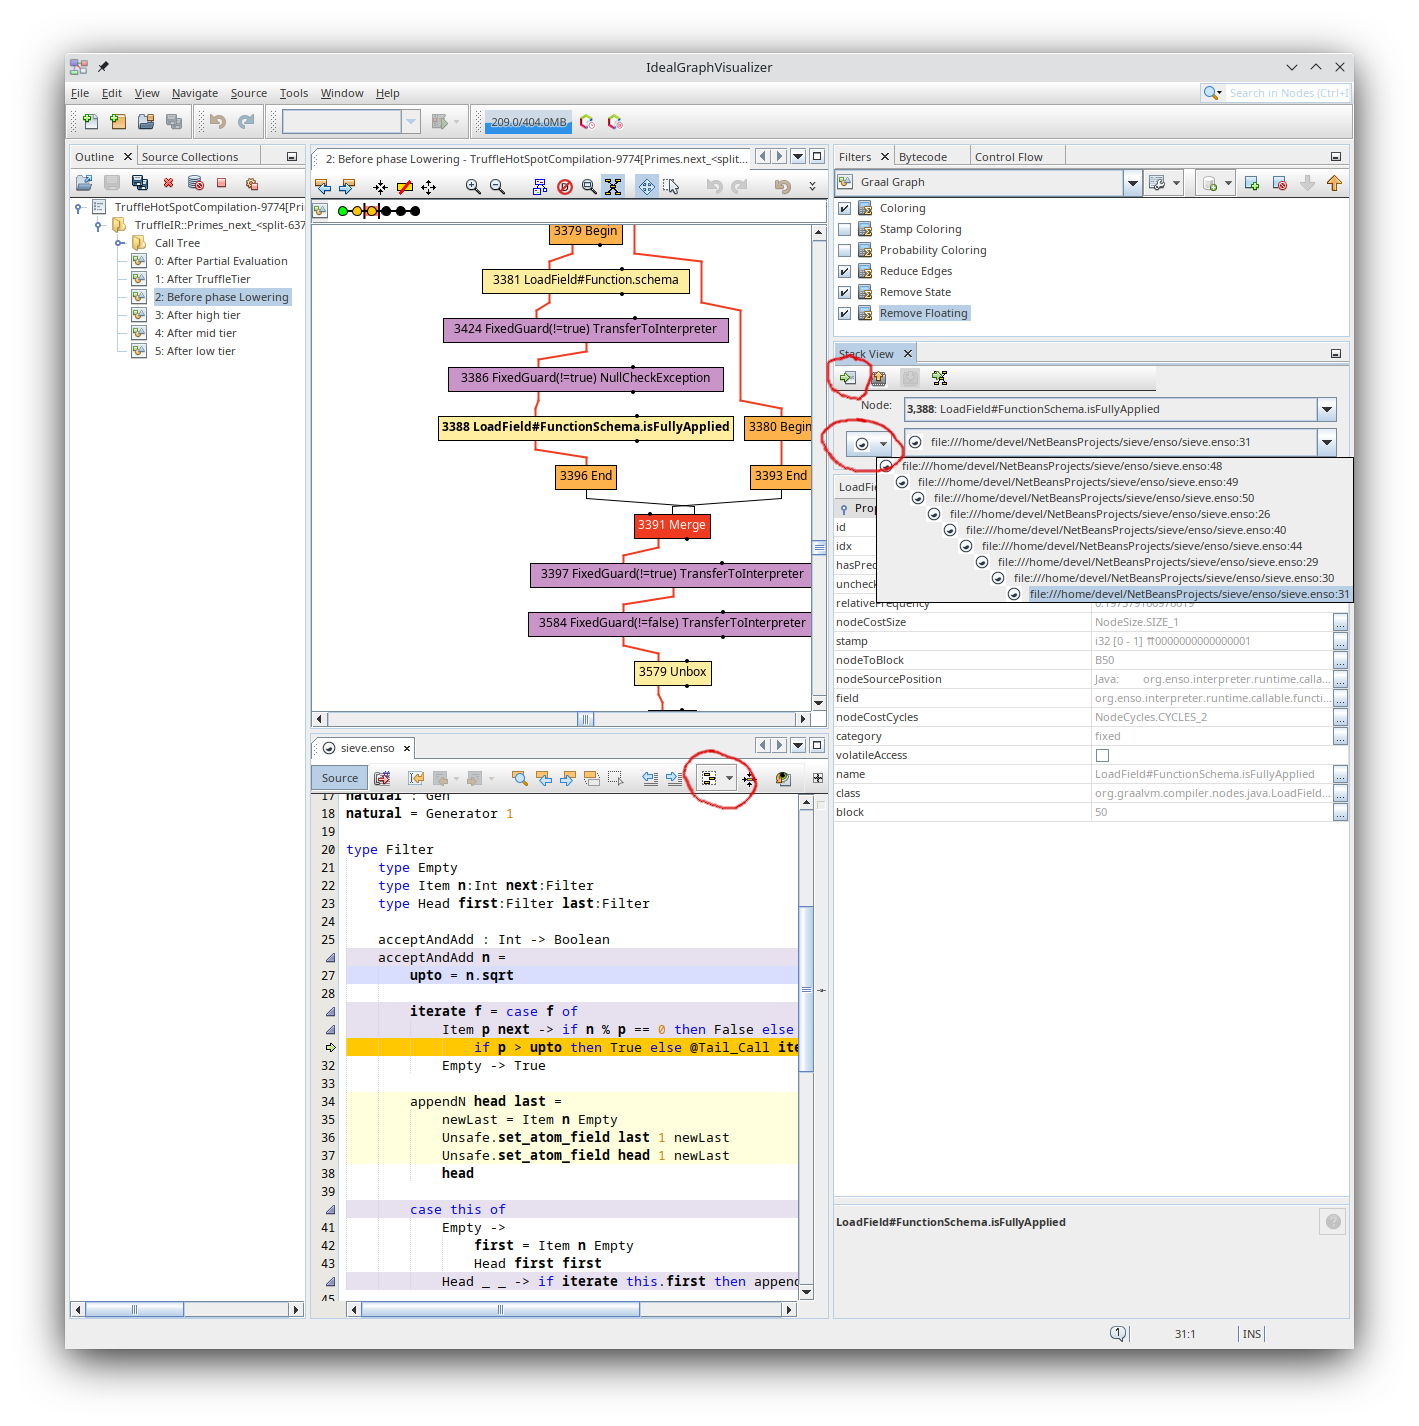 IdealGraphVisualizer
File Edit View Navigate Source Tools Window Help
Search in Nodes (Ctrl+I
209.0/404.0MB
Outline
Source Collections
TruffleHotSpotCompilation-9774[Pri
TruffleIR::Primes_next_<split-637
Call Tree
0: After Partial Evaluation
1: After TruffleTier
2: Before phase Lowering
3: After high tier
4: After mid tier
5: After low tier
2: Before phase Lowering - TruffleHotSpotCompilation-9774[Primes.next_<split...
3379 Begin
3381 LoadField#Function.schema
3424 FixedGuard(!=true) TransferToInterpreter
3386 FixedGuard(!=true) NullCheckException
3388 LoadField#FunctionSchema.isFullyApplied
3380 Begin
3396 End
3393 End
3391 Merge
3397 FixedGuard(!=true) TransferToInterpreter
3584 FixedGuard(!=false) TransferToInterpreter
3579 Unbox
sieve.enso
Source
17 natural : Gen
18 natural = Generator 1
19
20 type Filter
21 type Empty
22 type Item n:Int next:Filter
23 type Head first:Filter last:Filter
24
25 acceptAndAdd : Int -> Boolean
acceptAndAdd n =
27 upto = n.sqrt
28
iterate f = case f of
Item p next -> if n % p == 0 then False else
if p > upto then True else @Tail_Call ite
32 Empty -> True
33
34 appendN head last =
35 newLast = Item n Empty
36 Unsafe.set_atom_field last 1 newLast
37 Unsafe.set_atom_field head 1 newLast
38 head
39
case this of
41 Empty ->
42 first = Item n Empty
43 Head first first
Head _ _ -> if iterate this.first then appen
45
Filters
Bytecode
Control Flow
Graal Graph
Coloring
Stamp Coloring
Probability Coloring
Reduce Edges
Remove State
Remove Floating
Stack View
Node: 3,388: LoadField#FunctionSchema.isFullyApplied
file:///home/devel/NetBeansProjects/sieve/enso/sieve.enso:31
file:///home/devel/NetBeansProjects/sieve/enso/sieve.enso:48
file:///home/devel/NetBeansProjects/sieve/enso/sieve.enso:49
file:///home/devel/NetBeansProjects/sieve/enso/sieve.enso:50
file:///home/devel/NetBeansProjects/sieve/enso/sieve.enso:26
file:///home/devel/NetBeansProjects/sieve/enso/sieve.enso:40
file:///home/devel/NetBeansProjects/sieve/enso/sieve.enso:44
file:///home/devel/NetBeansProjects/sieve/enso/sieve.enso:29
file:///home/devel/NetBeansProjects/sieve/enso/sieve.enso:30
file:///home/devel/NetBeansProjects/sieve/enso/sieve.enso:31
LoadFie
Prop
id
idx
hasPred
uncheck
relativeFrequency
nodeCostSize NodeSize.SIZE_1
stamp i32 [0 - 1] ⇈0000000000000001
nodeToBlock B50
nodeSourcePosition Java: org.enso.interpreter.runtime.calla...
field org.enso.interpreter.runtime.callable.functi...
nodeCostCycles NodeCycles.CYCLES_2
category fixed
volatileAccess
name LoadField#FunctionSchema.isFullyApplied
class org.graalvm.compiler.nodes.java.LoadField...
block 50
LoadField#FunctionSchema.isFullyApplied
1
31:1
INS